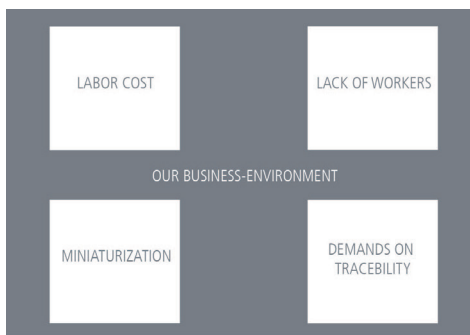 LABOR COST
LACK OF WORKERS
OUR BUSINESS-ENVIRONMENT
MINIATURIZATION
DEMANDS ON
TRACEBILITY